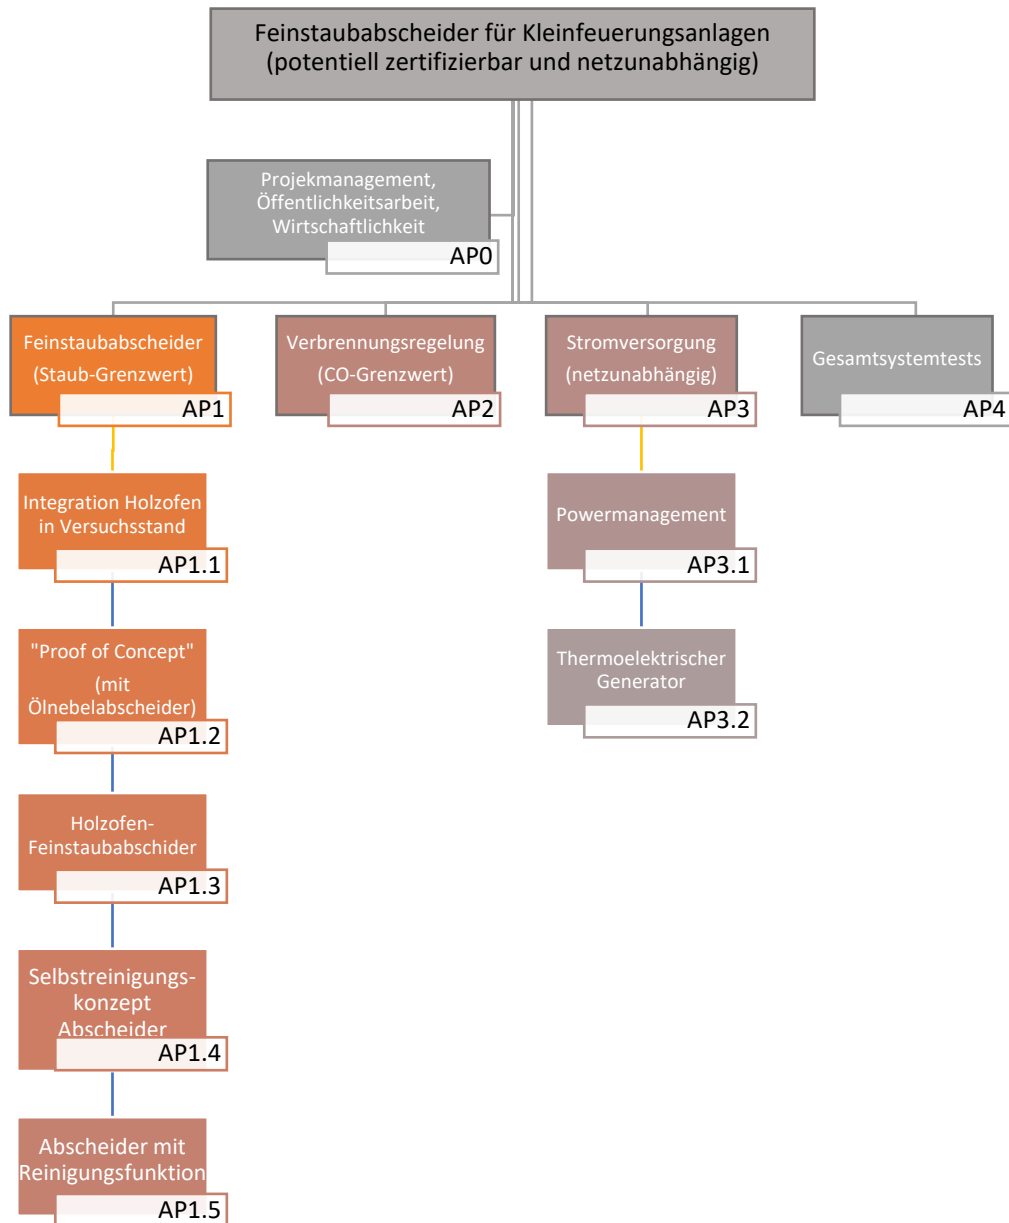 Feinstaubabscheider für Kleinfeuerungsanlagen
(potentiell zertifizierbar und netzunabhängig)
Projekmanagement,
Öffentlichkeitsarbeit,
Wirtschaftlichkeit
AP0
Feinstaubabscheider
(Staub-Grenzwert)
AP1
Verbrennungsregelung
(CO-Grenzwert)
AP2
Stromversorgung
(netzunabhängig)
AP3
Gesamtsystemtests
AP4
Integration Holzofen
in Versuchsstand
AP1.1
Powermanagement
AP3.1
"Proof of Concept"
(mit
Ölnebelabscheider)
AP1.2
Thermoelektrischer
Generator
AP3.2
Holzofen-
Feinstaubabschider
AP1.3
Selbstreinigungs-
konzept
Abscheider
AP1.4
Abscheider mit
Reinigungsfunktion
AP1.5